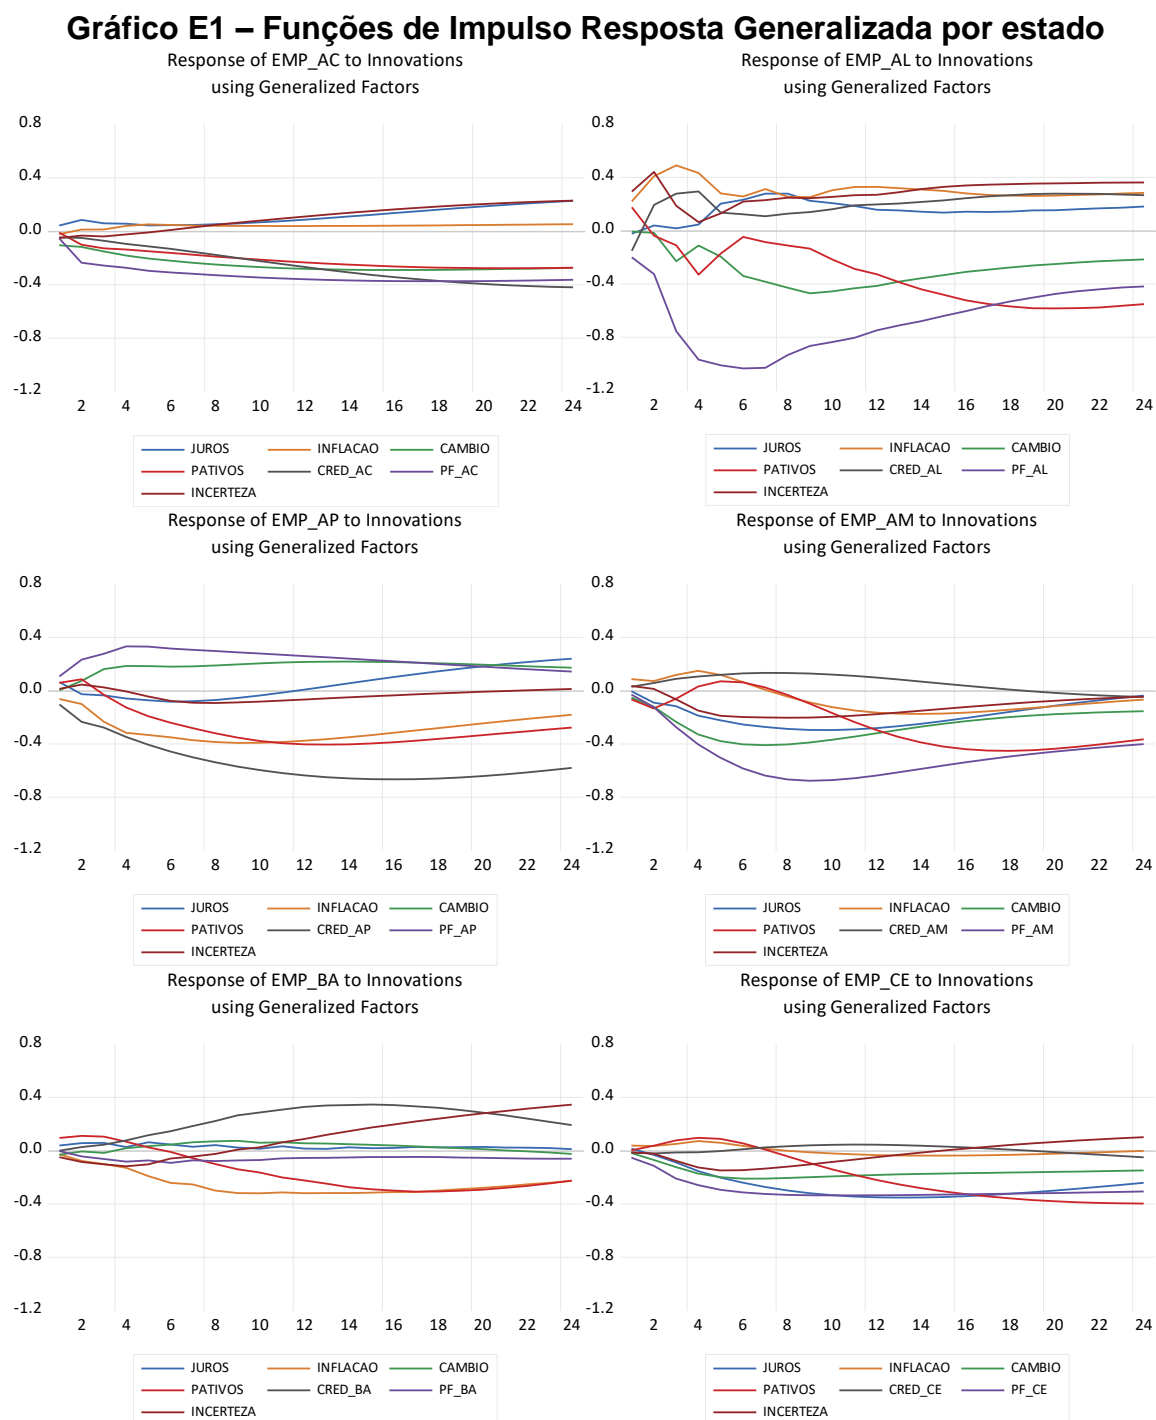 Gráfico E1 – Funções de Impulso Resposta Generalizada por estado
Response of EMP_AC to Innovations
using Generalized Factors
0.8
0.4
0.0
-0.4
-0.8
-1.2
2 4 6 8 10 12 14 16 18 20 22 24
JUROS INFLACAO CAMBIO
PATIVOS CRED_AC PF_AC
INCERTEZA
Response of EMP_AL to Innovations
using Generalized Factors
0.8
0.4
0.0
-0.4
-0.8
-1.2
2 4 6 8 10 12 14 16 18 20 22 24
JUROS INFLACAO CAMBIO
PATIVOS CRED_AL PF_AL
INCERTEZA
Response of EMP_AP to Innovations
using Generalized Factors
0.8
0.4
0.0
-0.4
-0.8
-1.2
2 4 6 8 10 12 14 16 18 20 22 24
JUROS INFLACAO CAMBIO
PATIVOS CRED_AP PF_AP
INCERTEZA
Response of EMP_AM to Innovations
using Generalized Factors
0.8
0.4
0.0
-0.4
-0.8
-1.2
2 4 6 8 10 12 14 16 18 20 22 24
JUROS INFLACAO CAMBIO
PATIVOS CRED_AM PF_AM
INCERTEZA
Response of EMP_BA to Innovations
using Generalized Factors
0.8
0.4
0.0
-0.4
-0.8
-1.2
2 4 6 8 10 12 14 16 18 20 22 24
JUROS INFLACAO CAMBIO
PATIVOS CRED_BA PF_BA
INCERTEZA
Response of EMP_CE to Innovations
using Generalized Factors
0.8
0.4
0.0
-0.4
-0.8
-1.2
2 4 6 8 10 12 14 16 18 20 22 24
JUROS INFLACAO CAMBIO
PATIVOS CRED_CE PF_CE
INCERTEZA